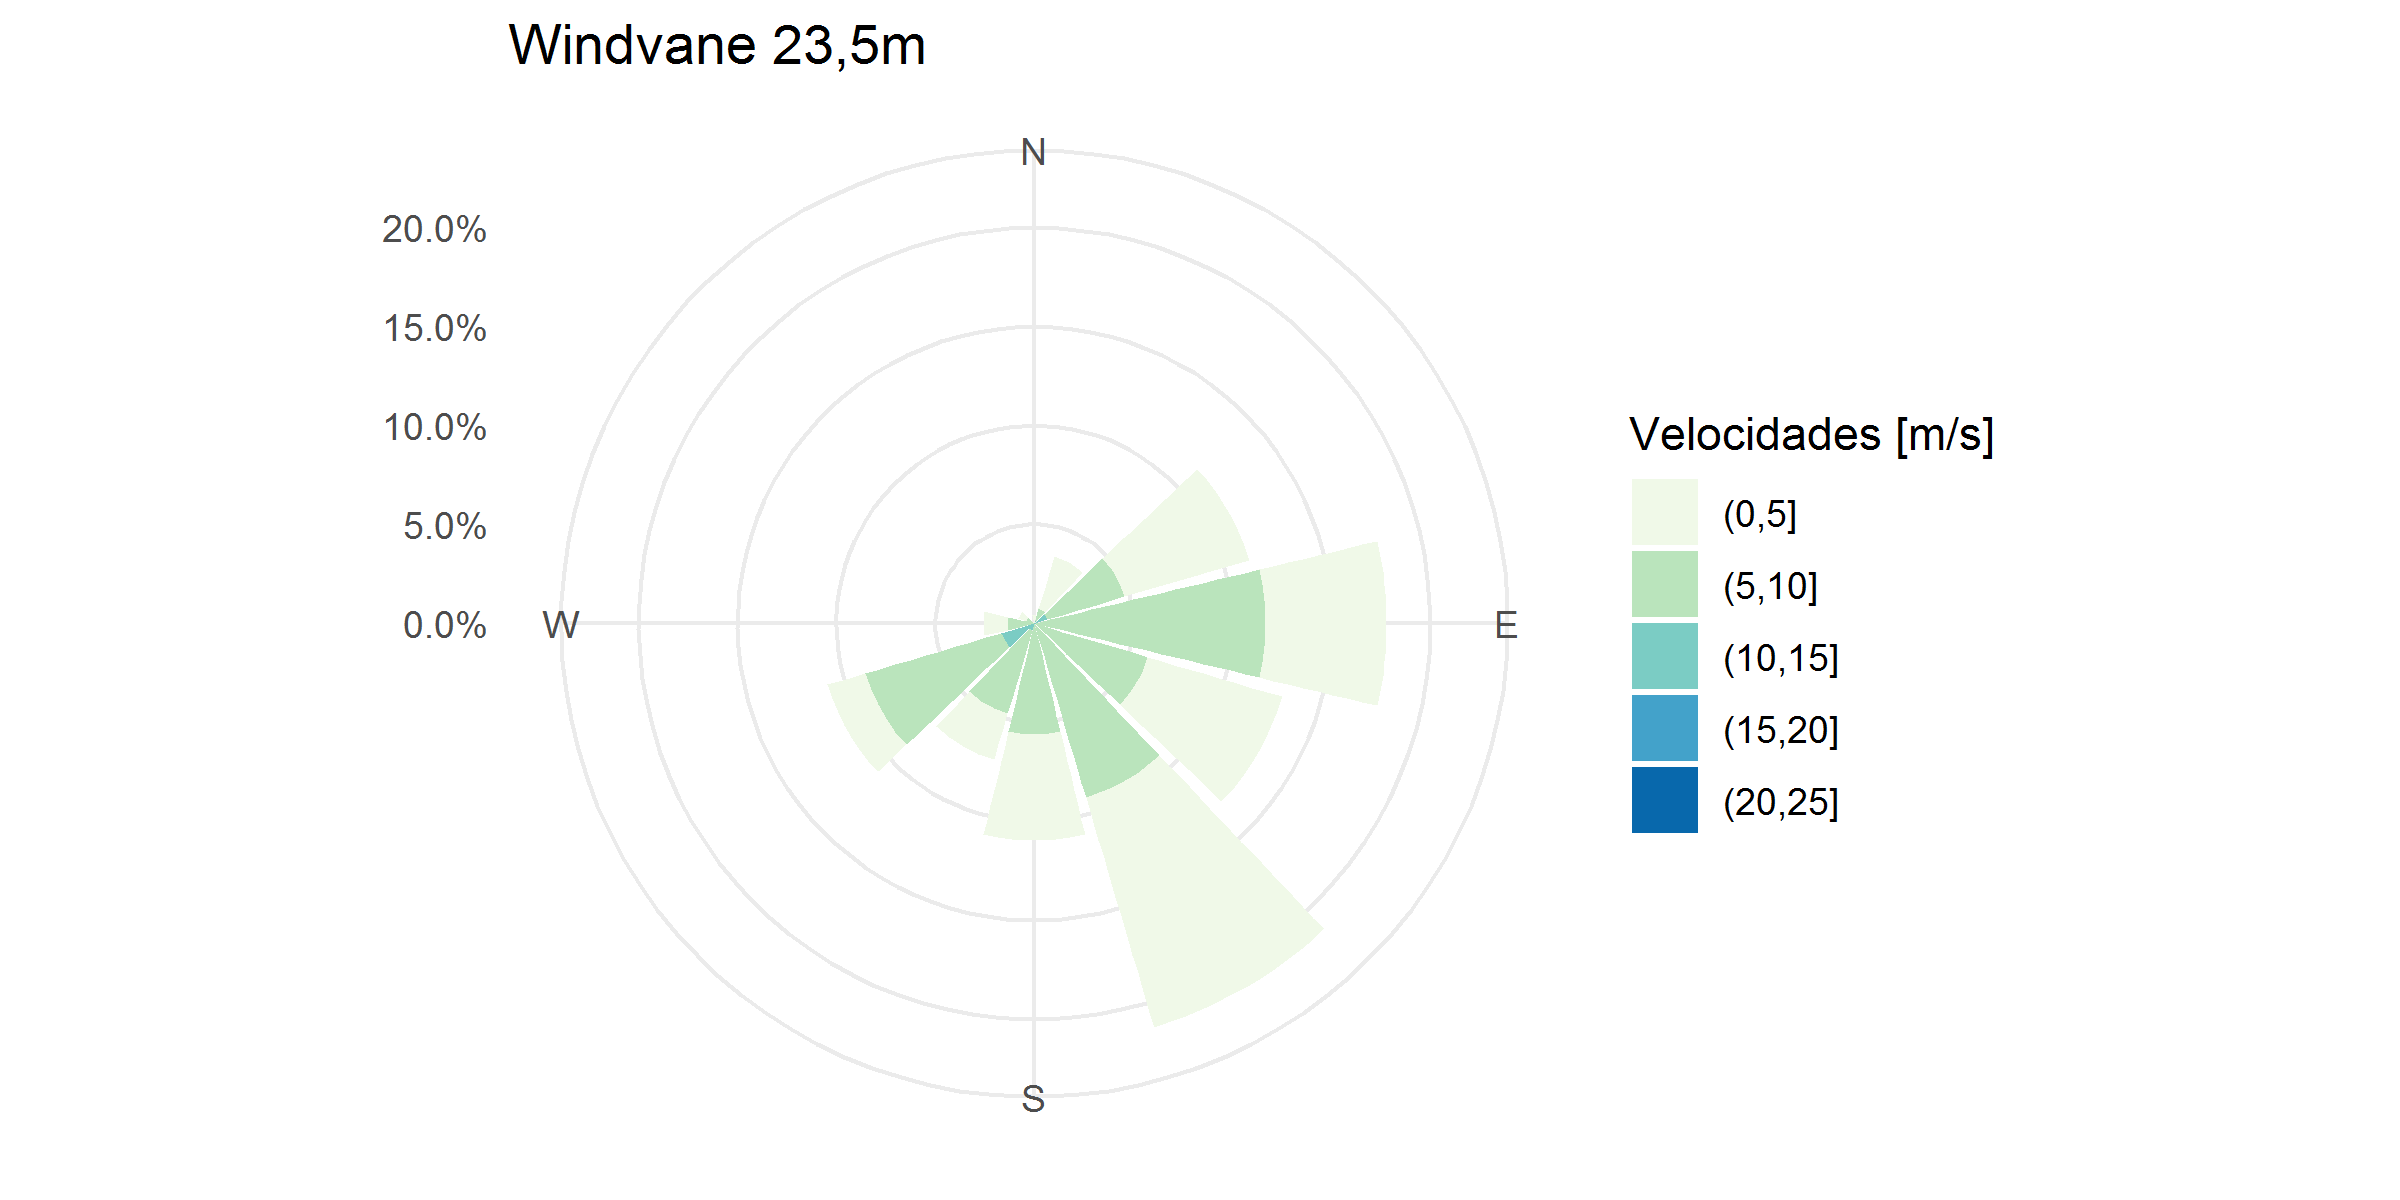 Windvane 23,5m
N
20.0%
15.0%
10.0%
5.0%
0.0%
W
E
S
Velocidades [m/s]
(0,5]
(5,10]
(10,15]
(15,20]
(20,25]